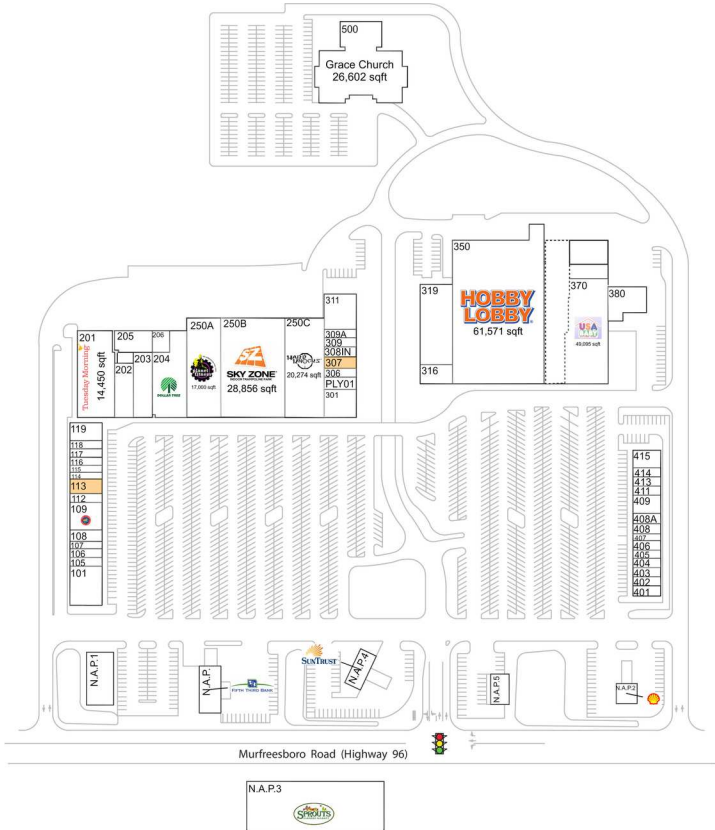 500
Grace Church
26,602 sqft
350
HOBBY
LOBBY
61,571 sqft
370
USA
49,095 sqft
380
319
316
311
309A
309
308IN
307
306
PLY01
301
250A
17,000 sqft
250B
SZ
SKY ZONE
INDOOR TRAMPOLINE PARK
28,856 sqft
250C
20,274 sqft
201
Tuesday Morning
14,450 sqft
205
206
202
203
204
DOLLAR TREE
119
118
117
116
115
114
113
112
109
108
107
106
105
101
415
414
413
411
409
408A
408
407
406
405
404
403
402
401
N.A.P.1
N.A.P.
FIFTH THIRD BANK
SUNTRUST
N.A.P.4
N.A.P.5
N.A.P.2
Murfreesboro Road (Highway 96)
N.A.P.3
SPROUTS